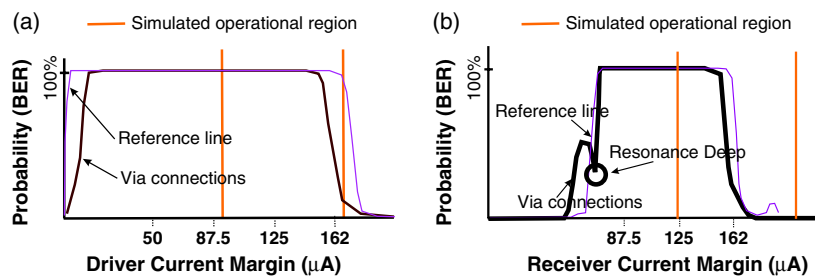 (a)
Simulated operational region
Probability (BER)
100%
Reference line
Via connections
50
87.5
125
162
Driver Current Margin (μA)
(b)
Simulated operational region
Probability (BER)
100%
Reference line
Resonance Deep
Via connections
87.5
125
162
Receiver Current Margin (μA)